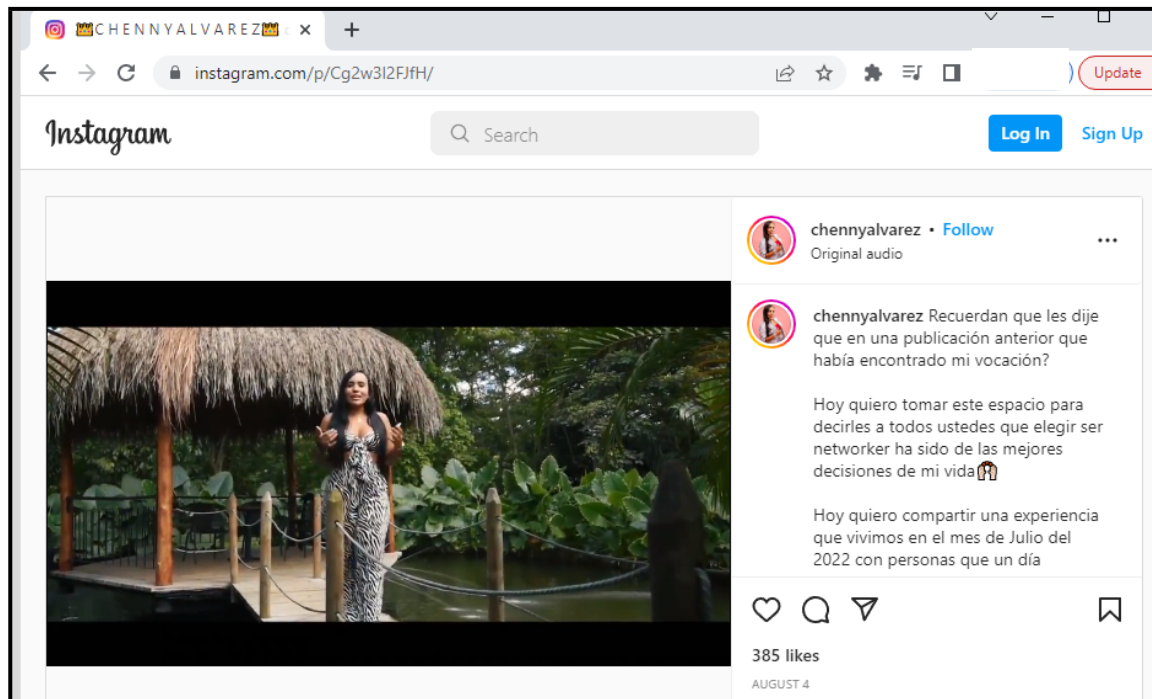 👑CHENNYALVAREZ👑
instagram.com/p/Cg2w3I2FJfH/
Update
Instagram
Search
Log In
Sign Up
chennyalvarez • Follow
Original audio
chennyalvarez Recuerdan que les dije
que en una publicación anterior que
había encontrado mi vocación?
Hoy quiero tomar este espacio para
decirles a todos ustedes que elegir ser
networker ha sido de las mejores
decisiones de mi vida
Hoy quiero compartir una experiencia
que vivimos en el mes de Julio del
2022 con personas que un día
385 likes
AUGUST 4